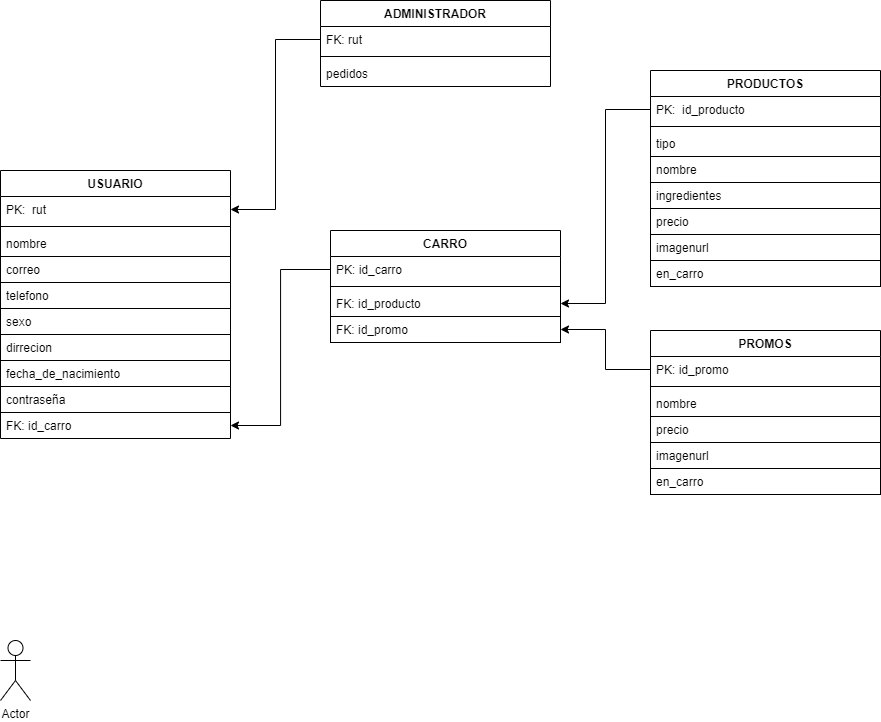 ADMINISTRADOR
FK: rut
pedidos
USUARIO
PK:  rut
nombre
correo
telefono
sexo
dirrecion
fecha_de_nacimiento
contraseña
FK: id_carro
CARRO
PK: id_carro
FK: id_producto
FK: id_promo
PRODUCTOS
PK:  id_producto
tipo
nombre
ingredientes
precio
imagenurl
en_carro
PROMOS
PK: id_promo
nombre
precio
imagenurl
en_carro
Actor